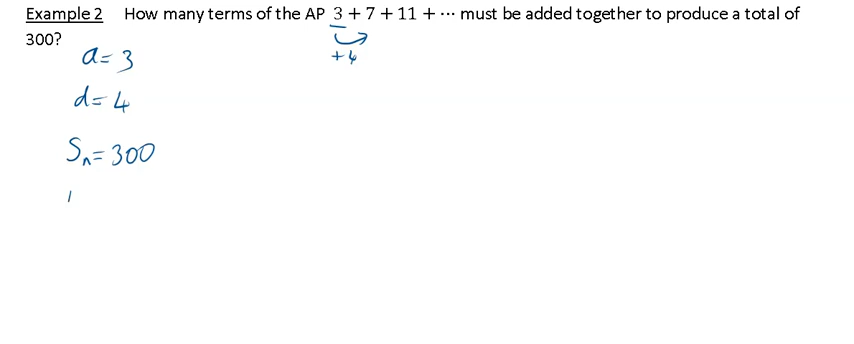 Example 2 How many terms of the AP 3 + 7 + 11 + ⋯ must be added together to produce a total of
300?
+4
a = 3
d = 4
Sn = 300